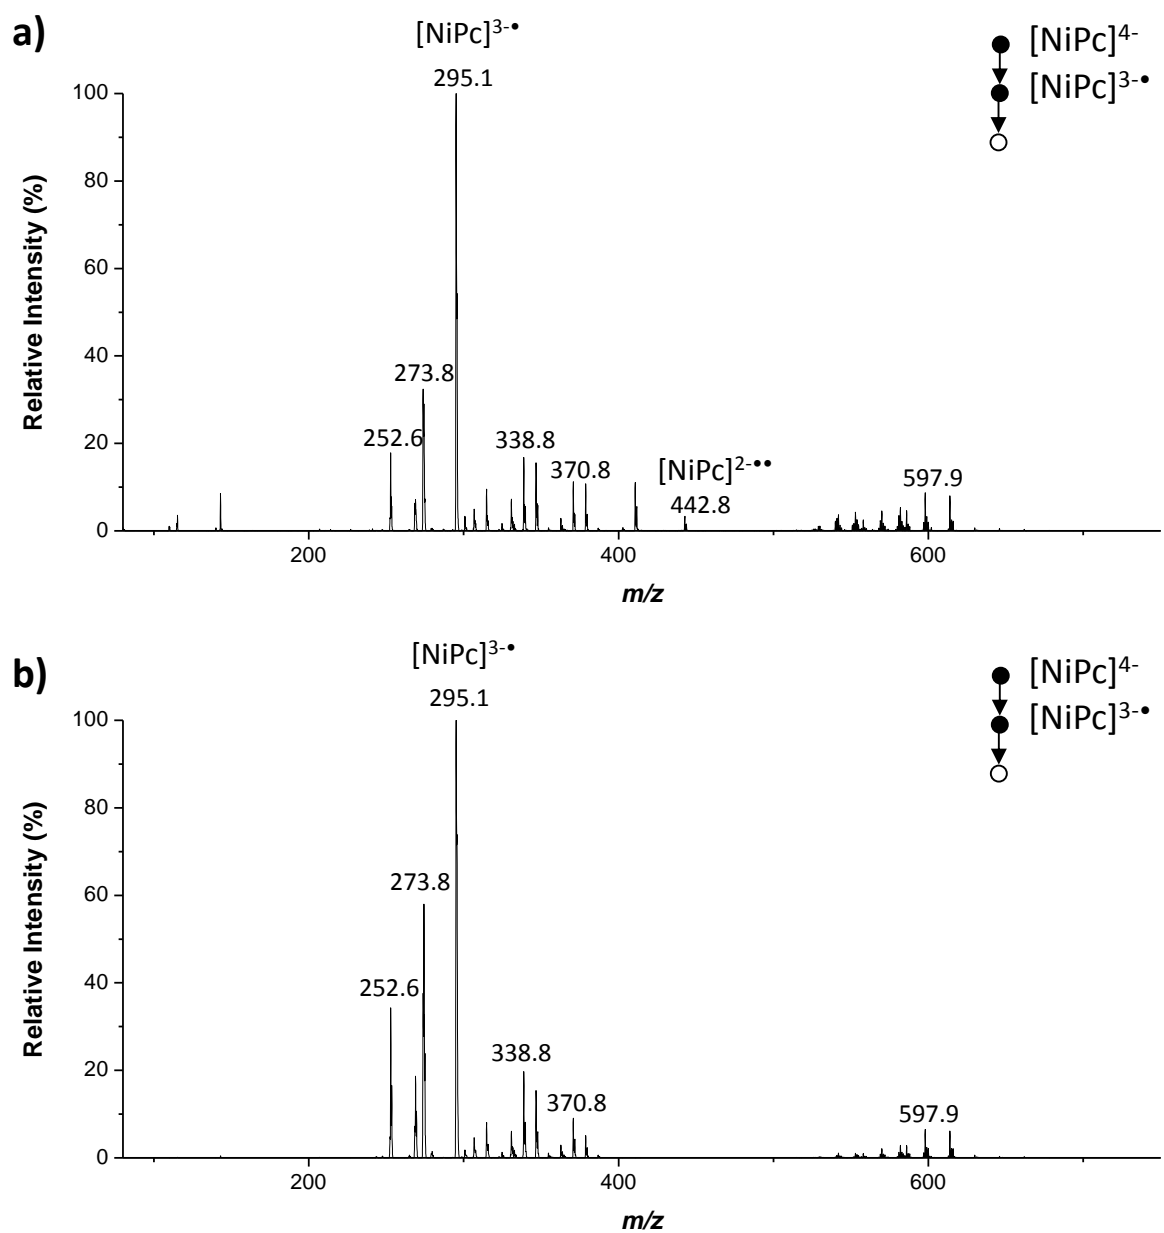 a)
[NiPc]³⁻•
[NiPc]⁴⁻
[NiPc]³⁻•
295.1
100
80
60
40
20
0
Relative Intensity (%)
273.8
252.6
338.8
370.8
[NiPc]²⁻••
442.8
597.9
200
400
600
m/z
b)
[NiPc]³⁻•
[NiPc]⁴⁻
[NiPc]³⁻•
295.1
100
80
60
40
20
0
Relative Intensity (%)
273.8
252.6
338.8
370.8
597.9
200
400
600
m/z